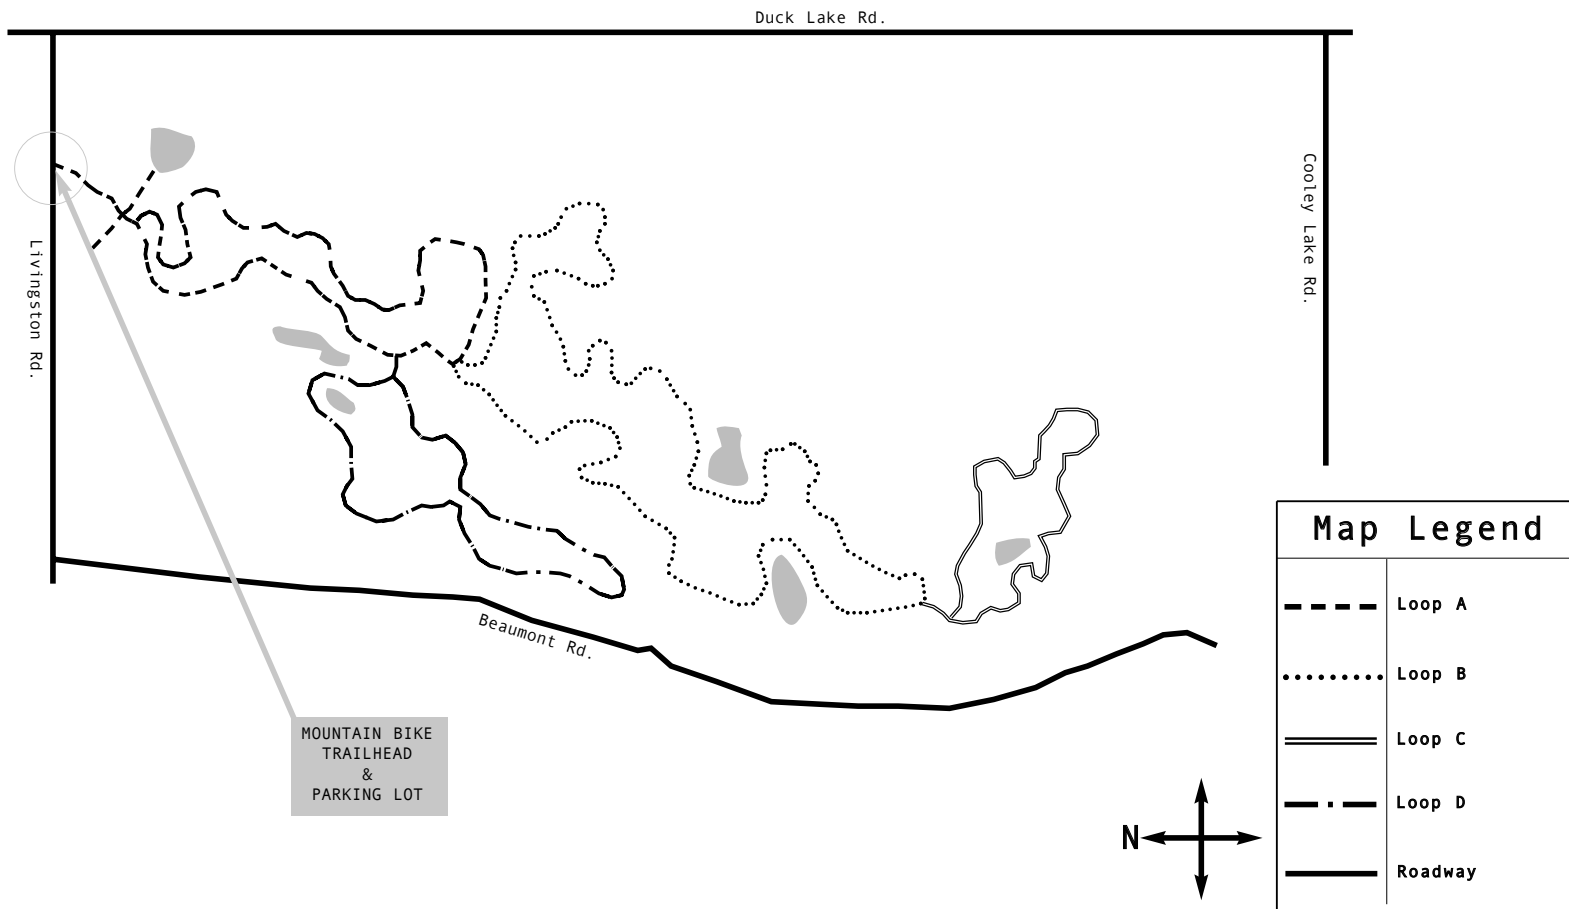 Duck Lake Rd.
Cooley Lake Rd.
Livingston Rd.
Beaumont Rd.
MOUNTAIN BIKE
TRAILHEAD
&
PARKING LOT
N
Map Legend
Loop A
Loop B
Loop C
Loop D
Roadway